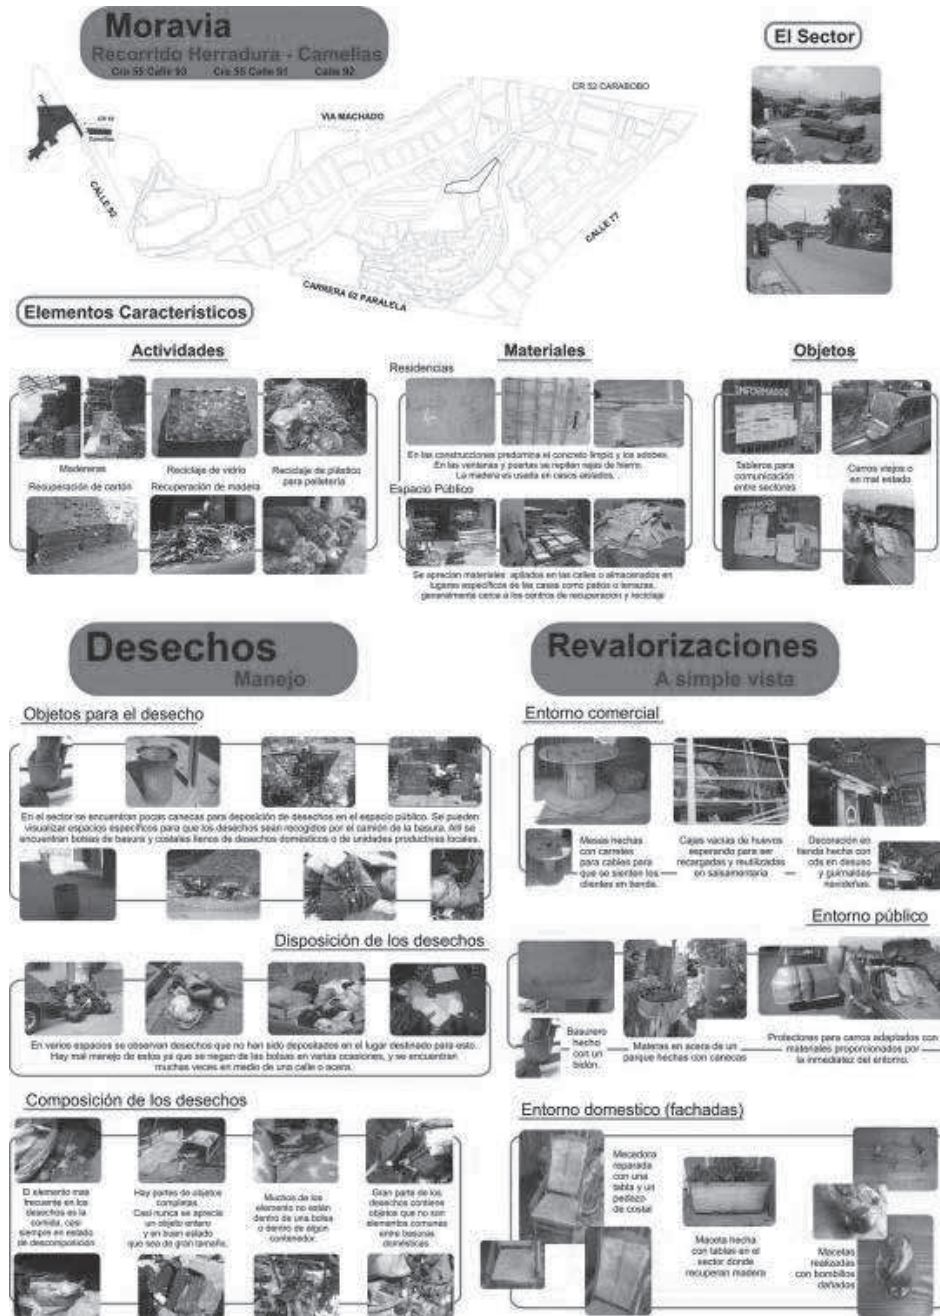 Moravia
Recorrido Herradura - Camelias
Cra 55 Calle 93 Cra 55 Calle 91 Calle 92
El Sector
CR 52 CARABOBO
VIA MACHADO
Camelias
CALLE 92
CALLE 77
CARRERA 62 PARALELA
Elementos Característicos
Actividades
Madereras
Reciclaje de vidrio
Reciclaje de plástico
para peletería
Recuperación de cartón
Recuperación de madera
Materiales
Residencias
En las construcciones predomina el concreto limpio y los adobes.
En las ventanas y puertas se repiten rejas de hierro.
La madera es usada en casos aislados.
Espacio Público
Se aprecian materiales apilados en las calles o almacenados en
lugares específicos de las casas como patios o terrazas,
generalmente cerca a los centros de recuperación y reciclaje
Objetos
INFORMADOR
Tableros para
comunicación
entre sectores
Carros viejos o
en mal estado
Desechos
Manejo
Objetos para el desecho
En el sector se encuentran pocas canecas para deposición de desechos en el espacio público. Se pueden
visualizar espacios específicos para que los desechos sean recogidos por el camión de la basura. Allí se
encuentran bolsas de basura y costales llenos de desechos domésticos o de unidades productivas locales.
Disposición de los desechos
En varios espacios se observan desechos que no han sido depositados en el lugar destinado para esto.
Hay mal manejo de estos ya que se riegan de las bolsas en varias ocasiones, y se encuentran
muchas veces en medio de una calle o acera.
Composición de los desechos
El elemento mas
frecuente en los
desechos es la
comida, casi
siempre en estado
de descomposición
Hay partes de objetos
completas.
Casi nunca se aprecia
un objeto entero
y en buen estado
que sea de gran tamaño.
Muchos de los
elemento no están
dentro de una bolsa
o dentro de algún
contenedor.
Gran parte de los
desechos contiene
objetos que no son
elementos comunes
entre basuras
domésticas.
Revalorizaciones
A simple vista
Entorno comercial
Mesas hechas
con carretes
para cables para
que se sienten los
clientes en tienda.
Cajas vacias de huevos
esperando para ser
recargadas y reutilizadas
en salsamentaria
Decoración en
tienda hecha con
cds en desuso
y guirnaldas
navideñas.
Entorno público
Basurero
hecho
con un
bidón.
Materas en acera de un
parque hechas con canecas
Protectores para carros adaptados con
materiales proporcionados por
la inmediatez del entorno.
Entorno domestico (fachadas)
Mecedora
reparada
con una
tabla y un
pedazo
de costal
Maceta hecha
con tablas en el
sector donde
recuperan madera
Macetas
realizadas
con bombillos
dañados